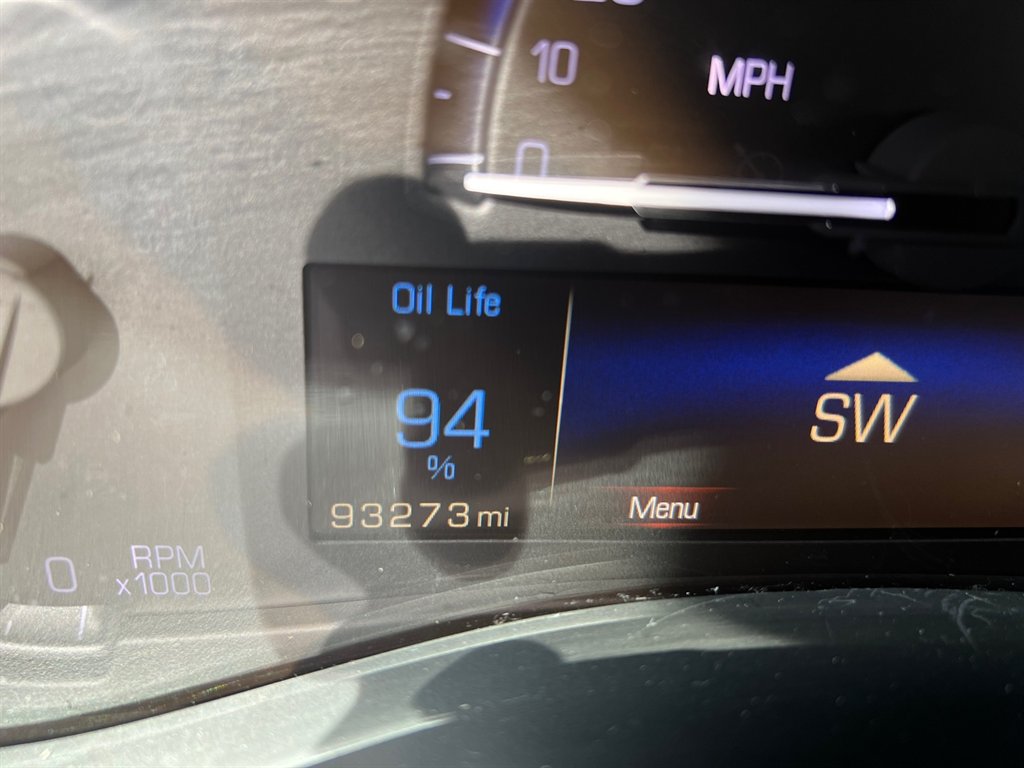 10
MPH
0
Oil Life
94
%
93273 mi
SW
Menu
0
RPM
x1000